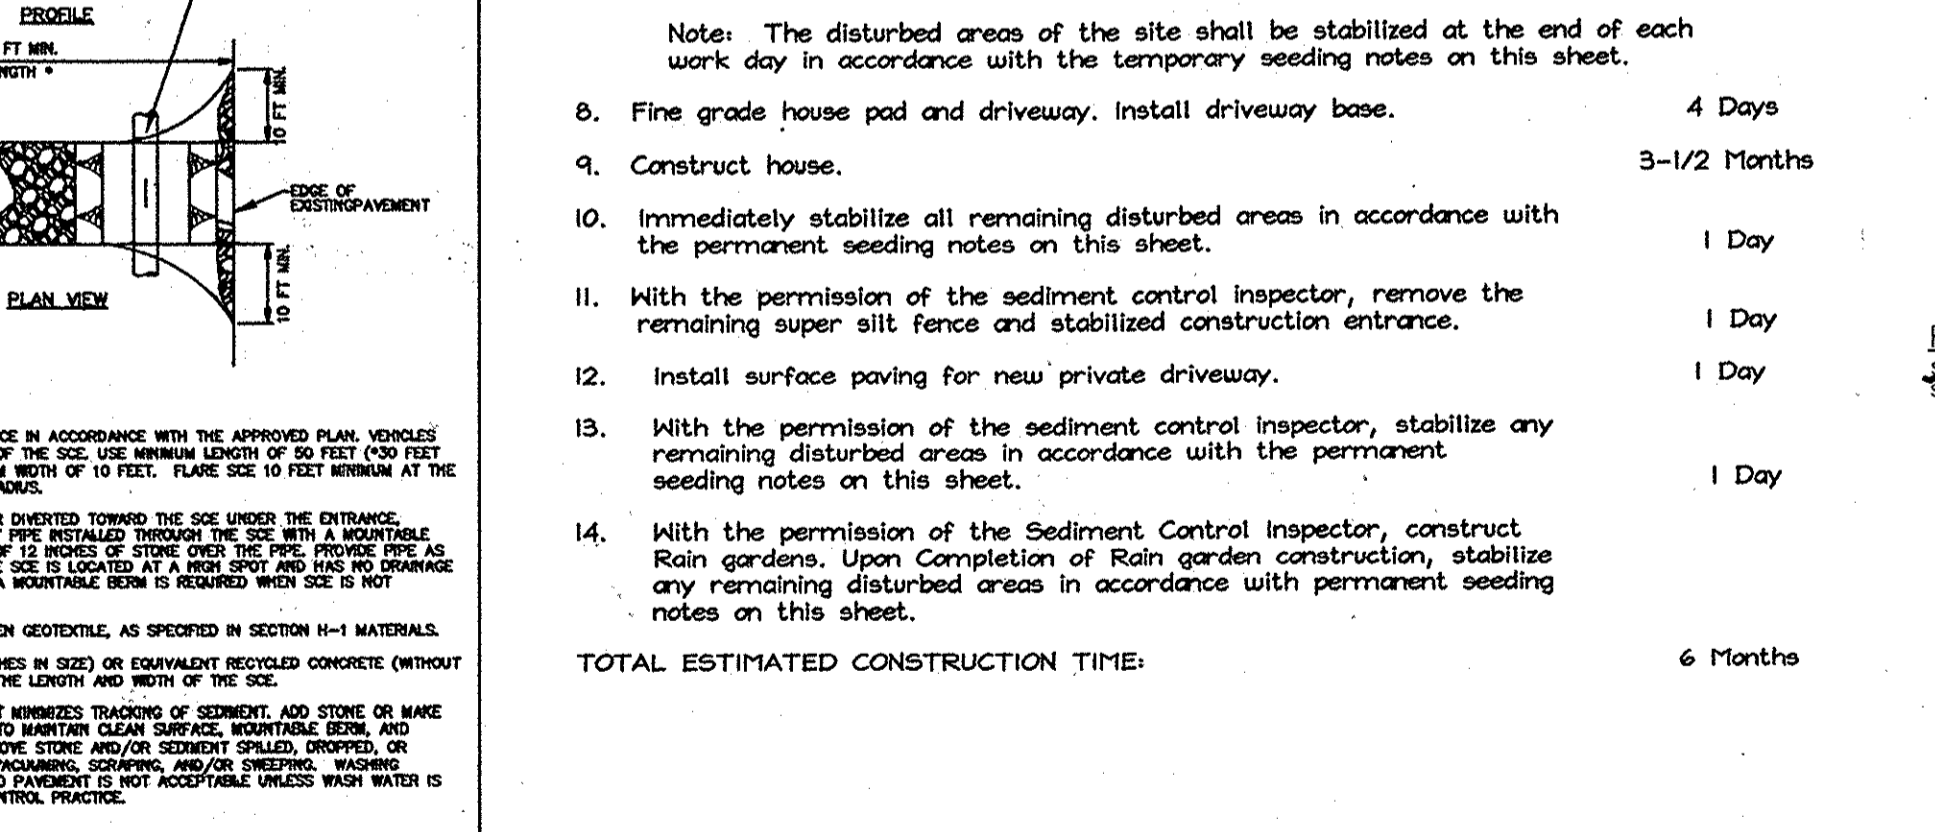 PROFILE
FT MIN.
NGTH *
10 FT MIN.
EDGE OF
EXISTINGPAVEMENT
10 FT MIN.
PLAN VIEW
CE IN ACCORDANCE WITH THE APPROVED PLAN. VEHICLES
OF THE SCE. USE MINIMUM LENGTH OF 50 FEET (*30 FEET
WIDTH OF 10 FEET. FLARE SCE 10 FEET MINIMUM AT THE
ADIUS.
DIVERTED TOWARD THE SCE UNDER THE ENTRANCE,
PIPE INSTALLED THROUGH THE SCE WITH A MOUNTABLE
OF 12 INCHES OF STONE OVER THE PIPE. PROVIDE PIPE AS
SCE IS LOCATED AT A HIGH SPOT AND HAS NO DRAINAGE
A MOUNTABLE BERM IS REQUIRED WHEN SCE IS NOT
EN GEOTEXTILE, AS SPECIFIED IN SECTION H-1 MATERIALS.
HES IN SIZE) OR EQUIVALENT RECYCLED CONCRETE (WITHOUT
HE LENGTH AND WIDTH OF THE SCE.
T MINIMIZES TRACKING OF SEDIMENT. ADD STONE OR MAKE
TO MAINTAIN CLEAN SURFACE, MOUNTABLE BERM, AND
OVE STONE AND/OR SEDIMENT SPILLED, DROPPED, OR
VACUUMING, SCRAPING, AND/OR SWEEPING. WASHING
PAVEMENT IS NOT ACCEPTABLE UNLESS WASH WATER IS
NTROL PRACTICE.
Note: The disturbed areas of the site shall be stabilized at the end of each
work day in accordance with the temporary seeding notes on this sheet.
8. Fine grade house pad and driveway. Install driveway base. 4 Days
9. Construct house. 3-1/2 Months
10. Immediately stabilize all remaining disturbed areas in accordance with
the permanent seeding notes on this sheet. 1 Day
11. With the permission of the sediment control inspector, remove the
remaining super silt fence and stabilized construction entrance. 1 Day
12. Install surface paving for new private driveway. 1 Day
13. With the permission of the sediment control inspector, stabilize any
remaining disturbed areas in accordance with the permanent
seeding notes on this sheet. 1 Day
14. With the permission of the Sediment Control Inspector, construct
Rain gardens. Upon Completion of Rain garden construction, stabilize
any remaining disturbed areas in accordance with permanent seeding
notes on this sheet.
TOTAL ESTIMATED CONSTRUCTION TIME: 6 Months